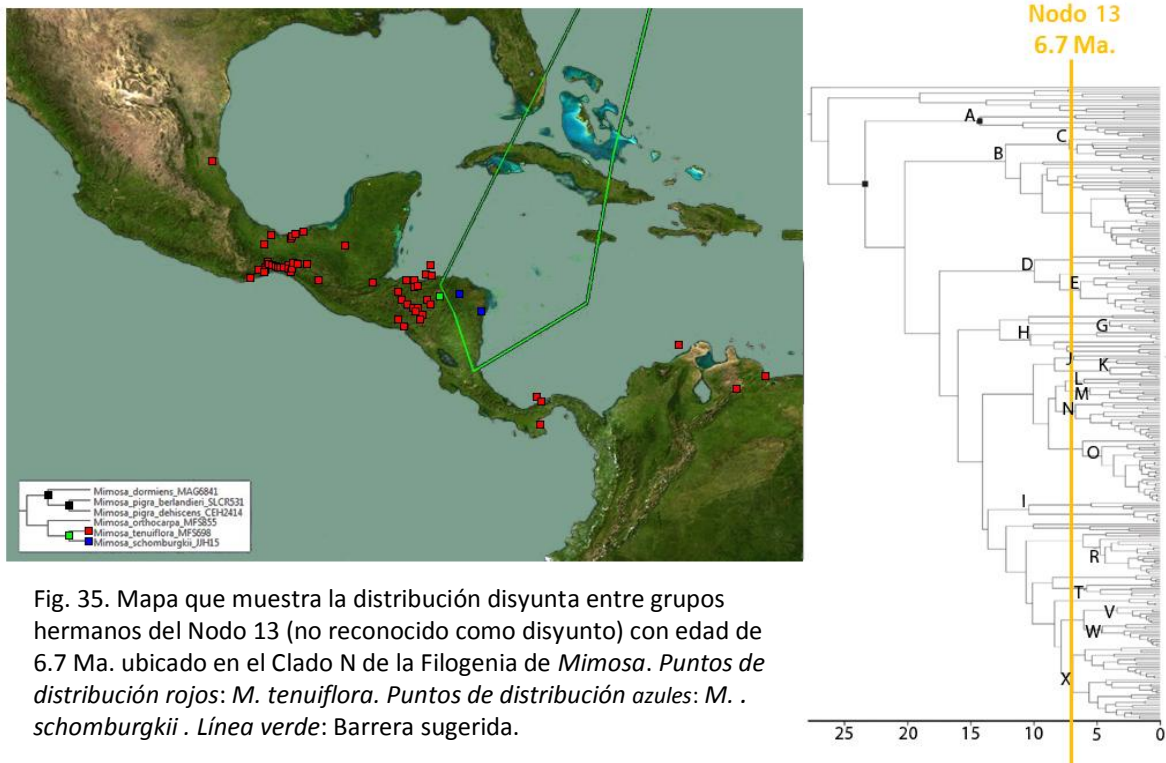 Nodo 13
6.7 Ma.
A
C
B
D
E
G
H
J
K
L
M
N
O
I
R
T
V
W
X
25 20 15 10 5 0
Mimosa_dormiens_MAG6841
Mimosa_pigra_berlandieri_SLCR531
Mimosa_pigra_dehiscens_CEH2414
Mimosa_orthocarpa_MFS855
Mimosa_tenuiflora_MFS698
Mimosa_schomburgkii_JJH15
Fig. 35. Mapa que muestra la distribución disyunta entre grupos
hermanos del Nodo 13 (no reconocido como disyunto) con edad de
6.7 Ma. ubicado en el Clado N de la Filogenia de Mimosa. Puntos de
distribución rojos: M. tenuiflora. Puntos de distribución azules: M. .
schomburgkii . Línea verde: Barrera sugerida.